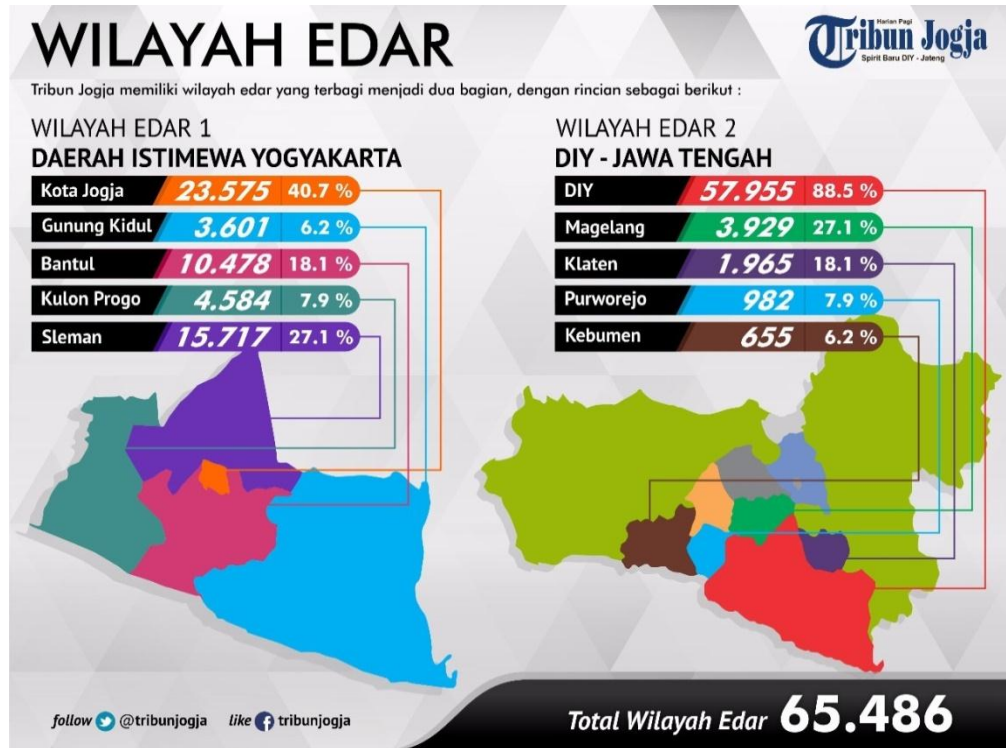 WILAYAH EDAR
Harian Pagi
Tribun Jogja
Spirit Baru DIY - Jateng
Tribun Jogja memiliki wilayah edar yang terbagi menjadi dua bagian, dengan rincian sebagai berikut :
WILAYAH EDAR 1
DAERAH ISTIMEWA YOGYAKARTA
Kota Jogja 23.575 40.7 %
Gunung Kidul 3.601 6.2 %
Bantul 10.478 18.1 %
Kulon Progo 4.584 7.9 %
Sleman 15.717 27.1 %
WILAYAH EDAR 2
DIY - JAWA TENGAH
DIY 57.955 88.5 %
Magelang 3.929 27.1 %
Klaten 1.965 18.1 %
Purworejo 982 7.9 %
Kebumen 655 6.2 %
follow @tribunjogja like f tribunjogja
Total Wilayah Edar 65.486